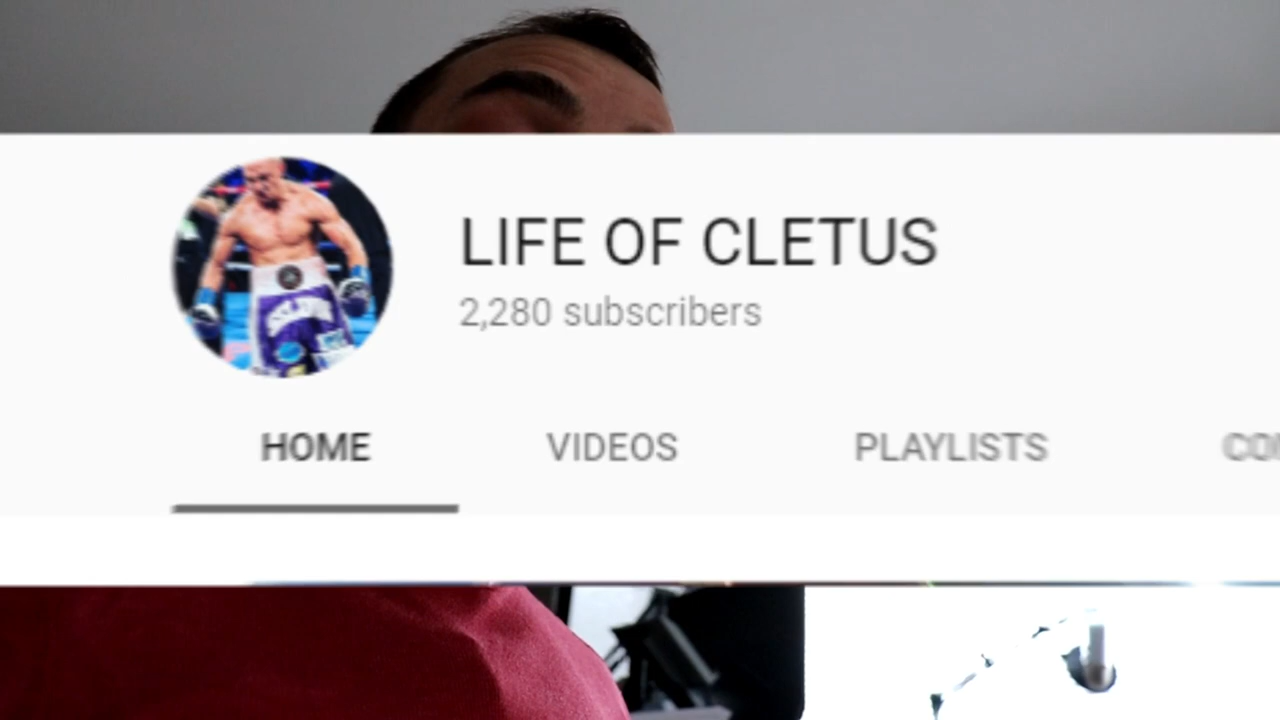 LIFE OF CLETUS
2,280 subscribers
HOME
VIDEOS
PLAYLISTS